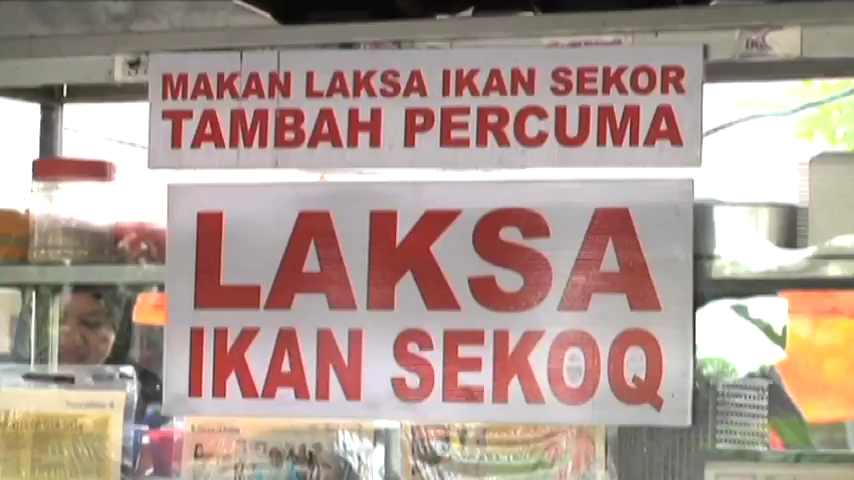 MAKAN LAKSA IKAN SEKOR
TAMBAH PERCUMA
LAKSA
IKAN SEKOQ